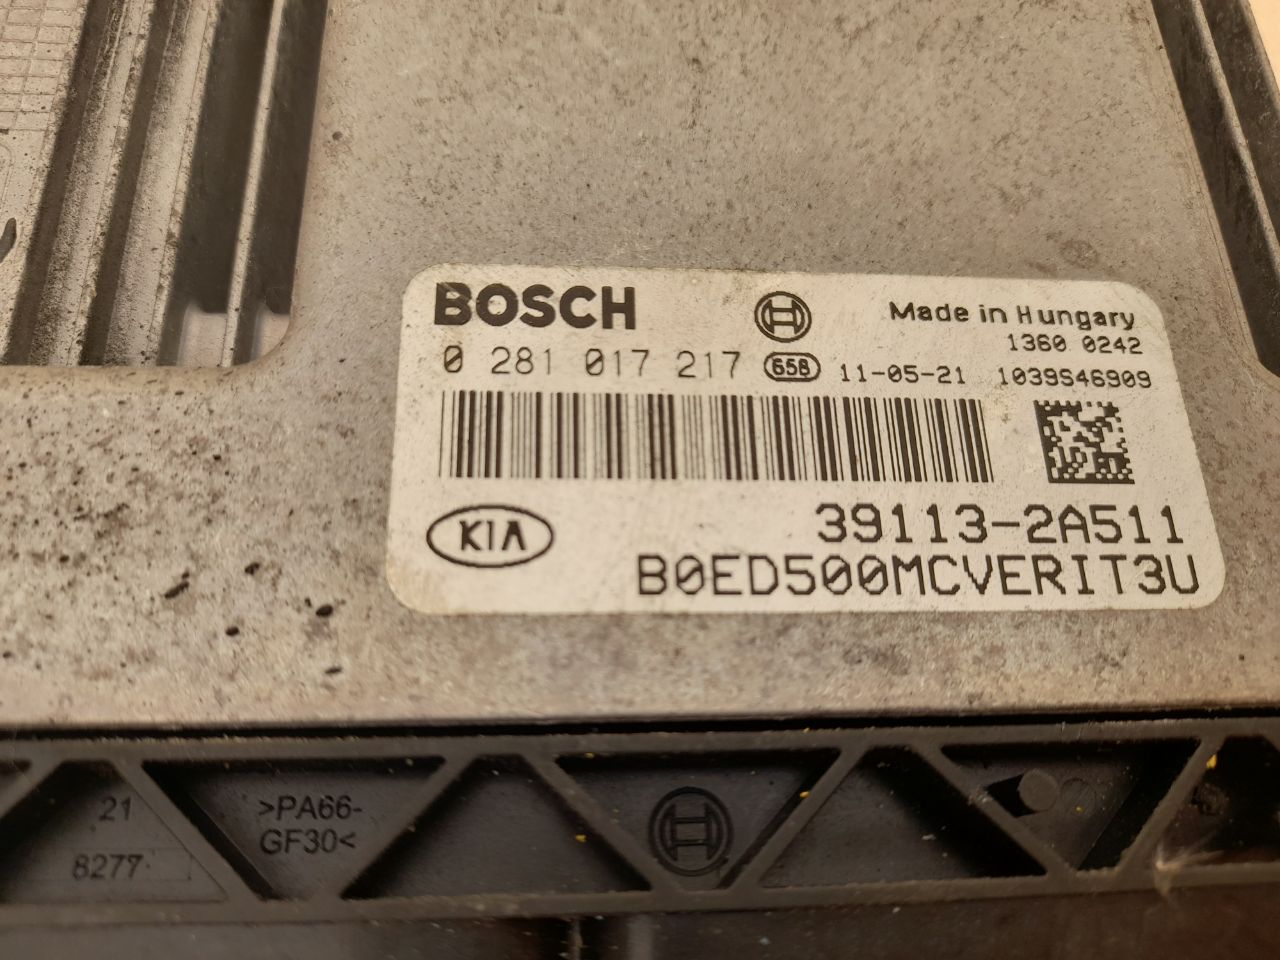 BOSCH
Made in Hungary
1360 0242
0 281 017 217 658 11-05-21 1039S46909
KIA
39113-2A511
B0ED500MCVERIT3U
21
8277
>PA66-
GF30<